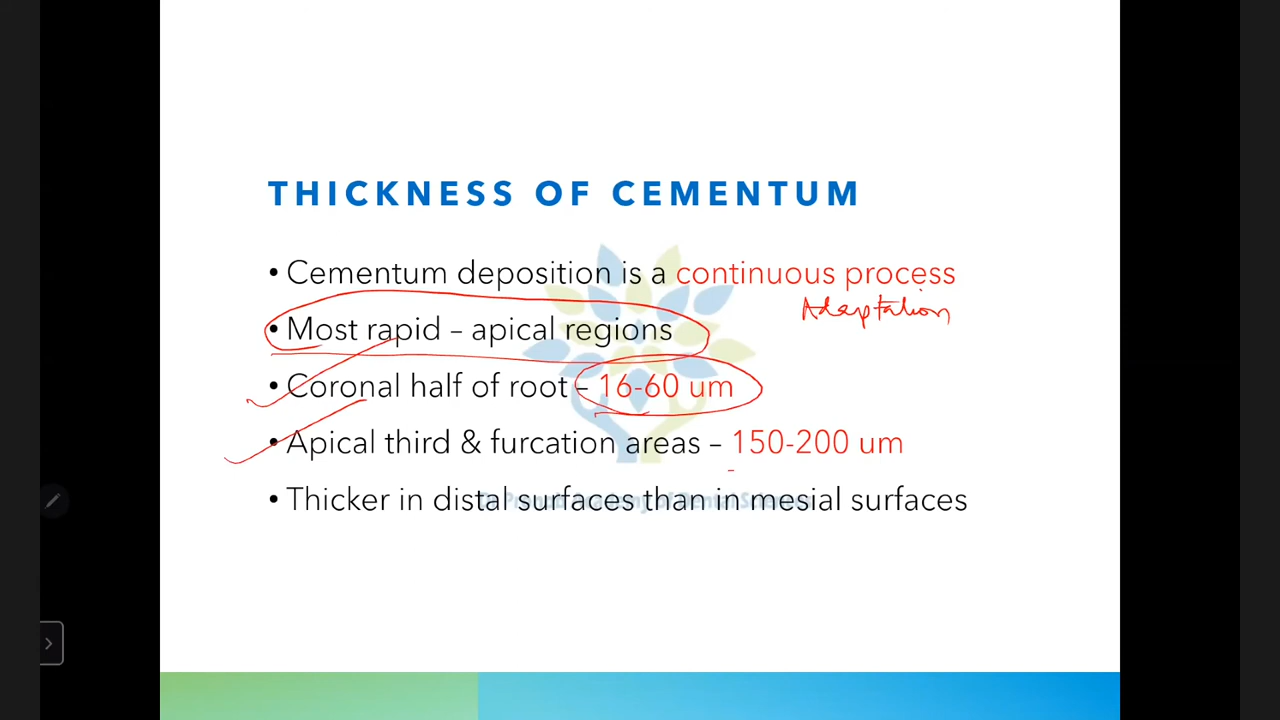 THICKNESS OF CEMENTUM
• Cementum deposition is a continuous process
Adaptation
• Most rapid – apical regions
• Coronal half of root – 16-60 um
• Apical third & furcation areas – 150-200 um
• Thicker in distal surfaces than in mesial surfaces